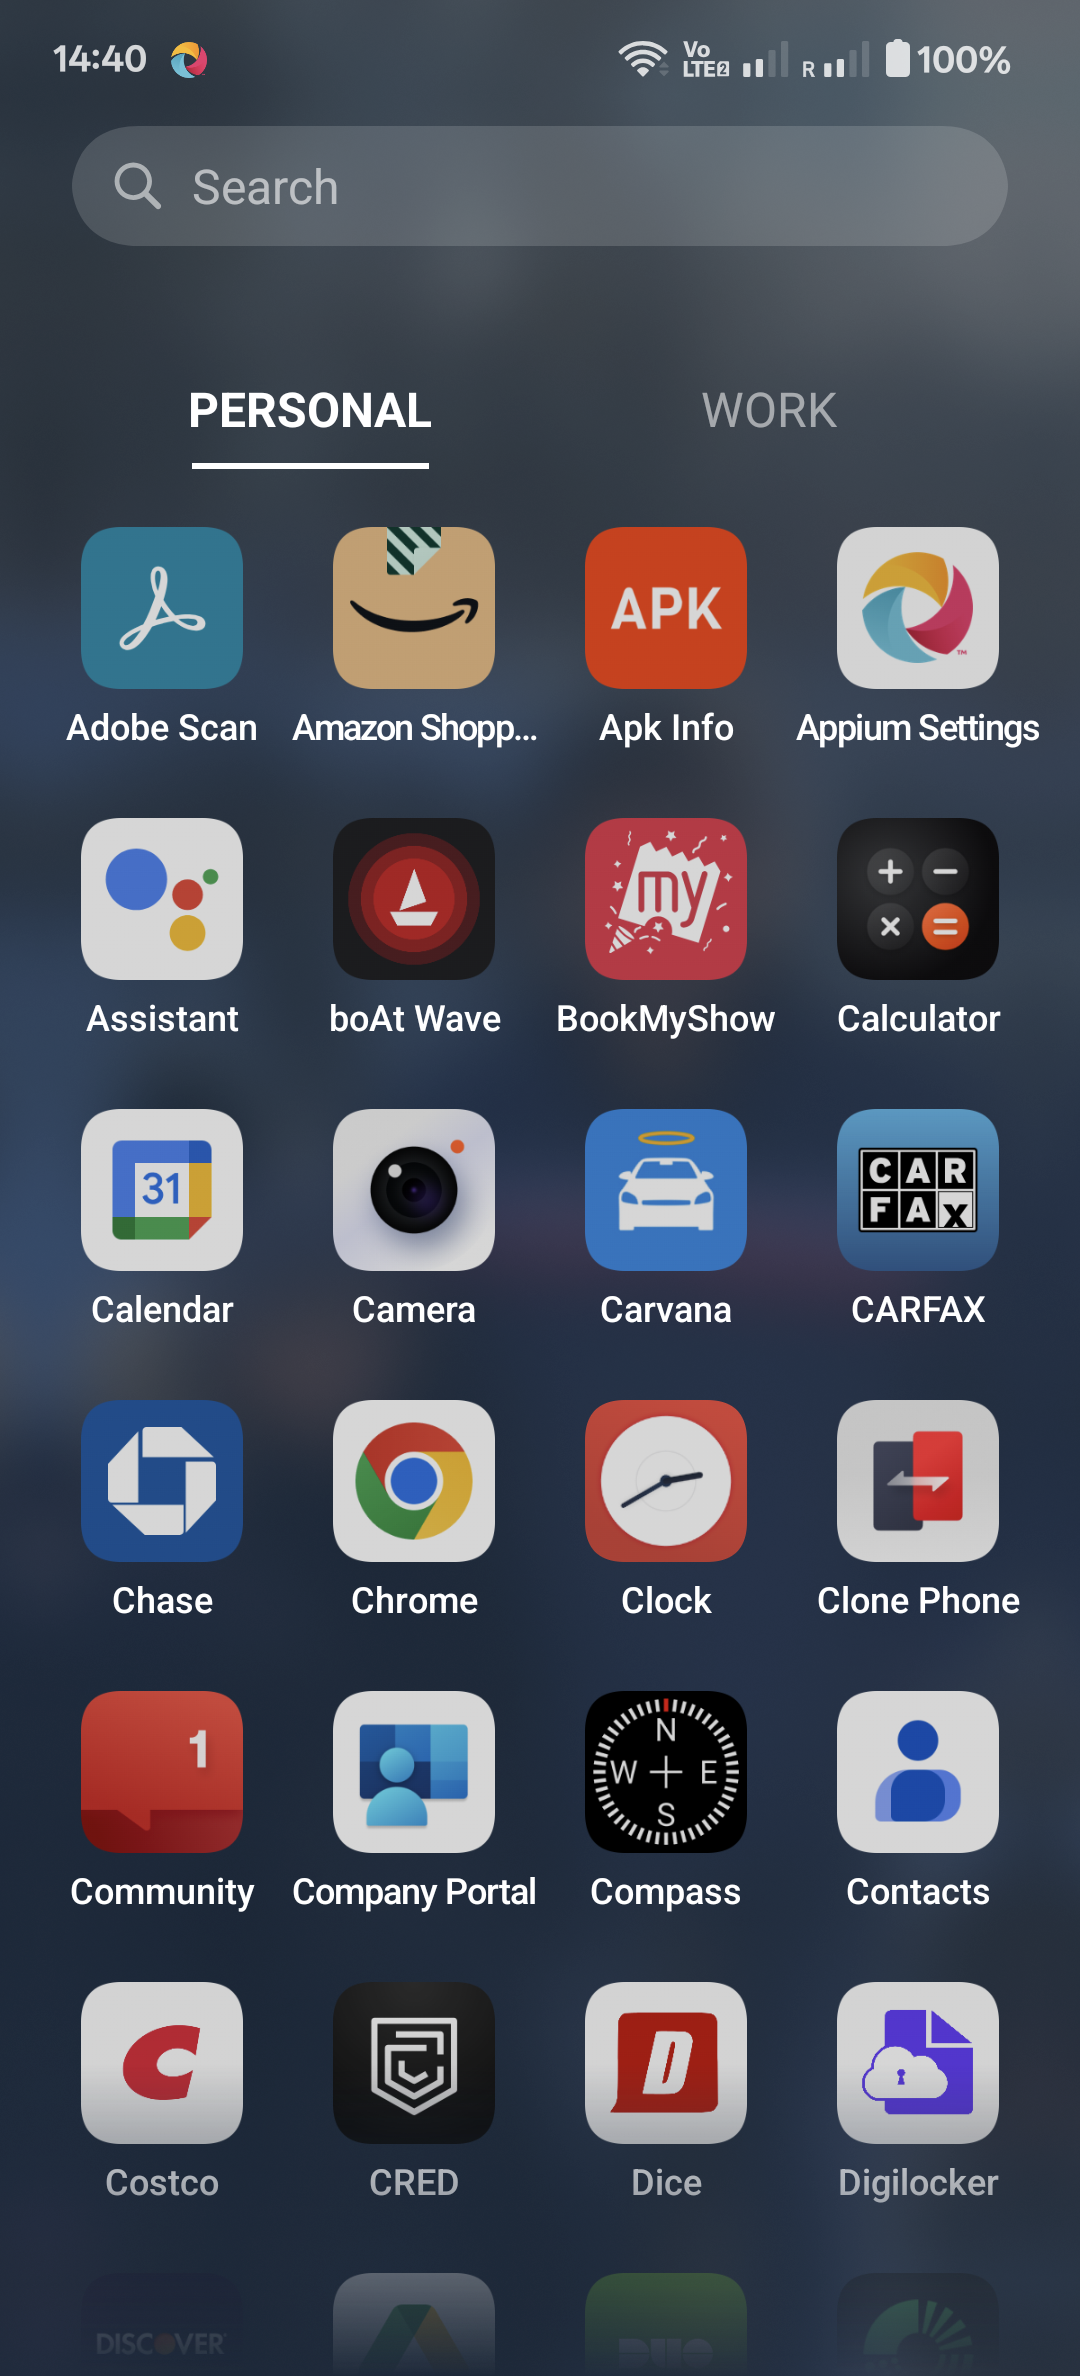 14:40 Vo LTE2 R 100%
Search
PERSONAL WORK
APK
Adobe Scan Amazon Shopp... Apk Info Appium Settings
my
Assistant boAt Wave BookMyShow Calculator
31 CAR FAX
Calendar Camera Carvana CARFAX
Chase Chrome Clock Clone Phone
1 N W E S
Community Company Portal Compass Contacts
D
Costco CRED Dice Digilocker
DISCOVER